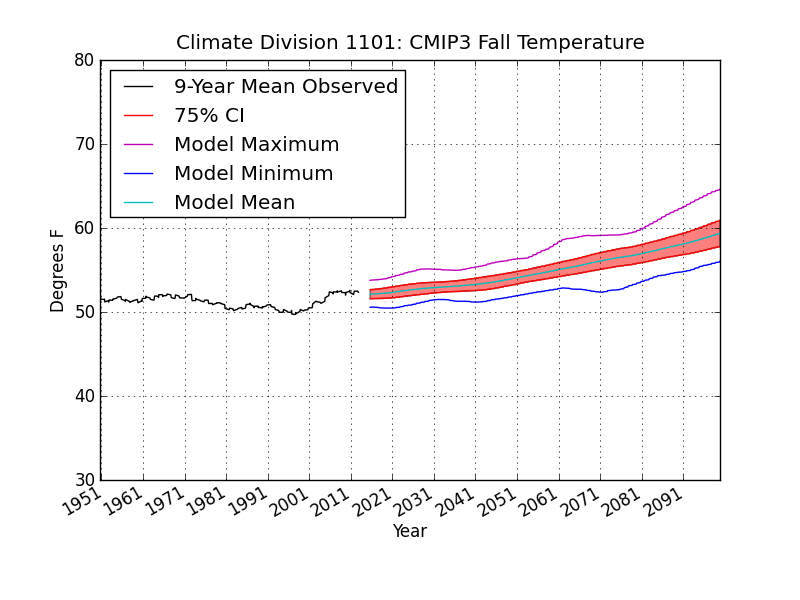 Climate Division 1101: CMIP3 Fall Temperature
9-Year Mean Observed
75% CI
Model Maximum
Model Minimum
Model Mean
Degrees F
80
70
60
50
40
30
1951 1961 1971 1981 1991 2001 2011 2021 2031 2041 2051 2061 2071 2081 2091
Year